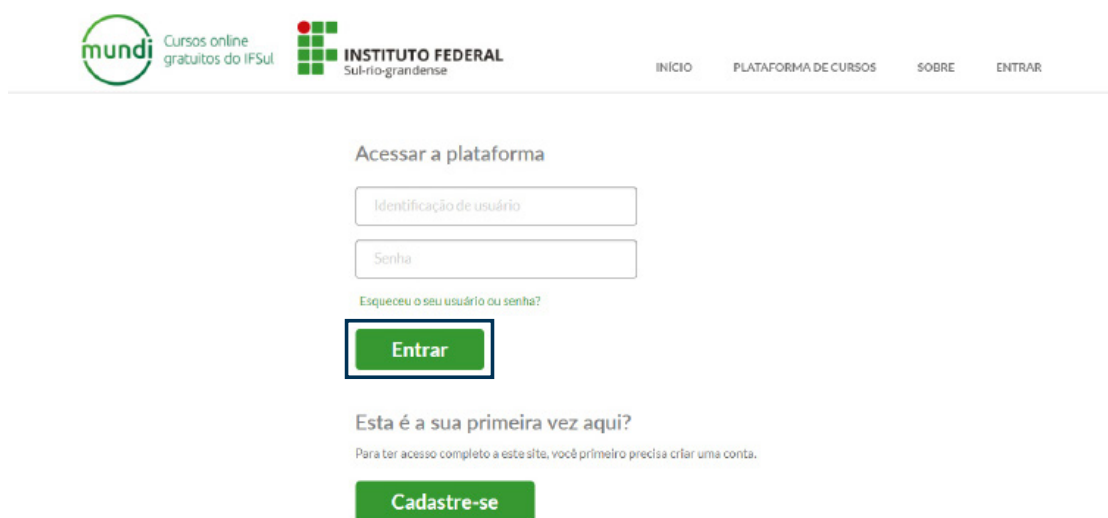 mundi
Cursos online
gratuitos do IFSul
INSTITUTO FEDERAL
Sul-rio-grandense
INÍCIO PLATAFORMA DE CURSOS SOBRE ENTRAR
Acessar a plataforma
Identificação de usuário
Senha
Esqueceu o seu usuário ou senha?
Entrar
Esta é a sua primeira vez aqui?
Para ter acesso completo a este site, você primeiro precisa criar uma conta.
Cadastre-se